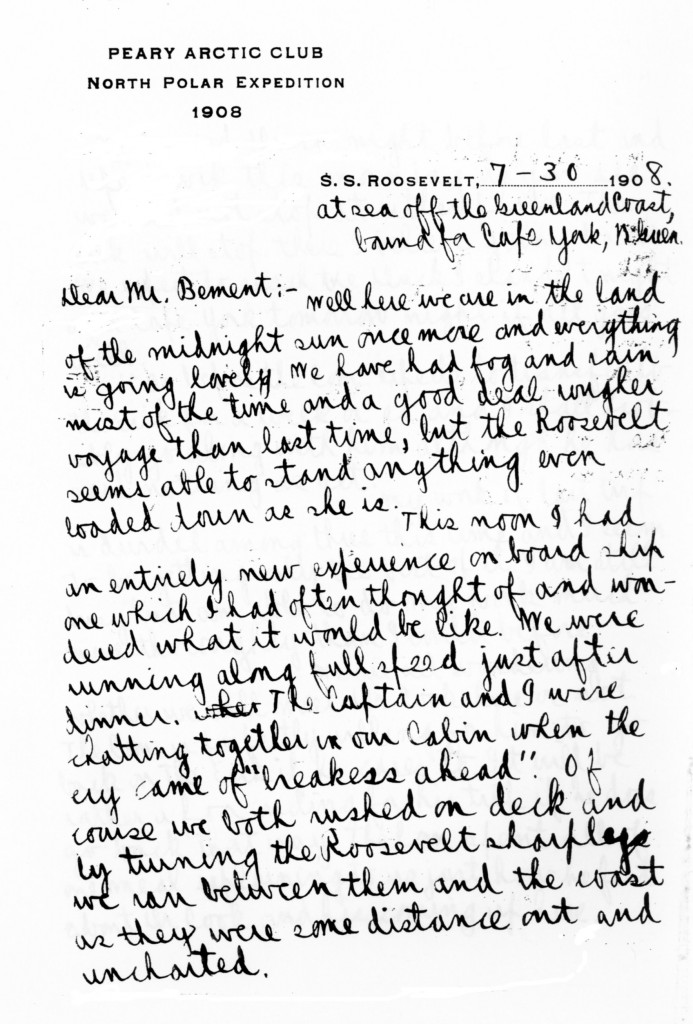 PEARY ARCTIC CLUB
NORTH POLAR EXPEDITION
1908
S. S. ROOSEVELT, 7-30 1908.
at sea off the Greenland Coast,
bound for Cape York, N. Green.
Dear Mr. Bement:- Well here we are in the land
of the midnight sun once more and everything
is going lovely. We have had fog and rain
most of the time and a good deal rougher
voyage than last time, but the Roosevelt
seems able to stand anything even
loaded down as she is. This noon I had
an entirely new experience on board ship
one which I had often thought of and won-
dered what it would be like. We were
running along full speed just after
dinner. The Captain and I were
chatting together in our Cabin when the
cry came of "breakers ahead". Of
course we both rushed on deck and
by turning the Roosevelt sharply
we ran between them and the coast
as they were some distance out and
uncharted.